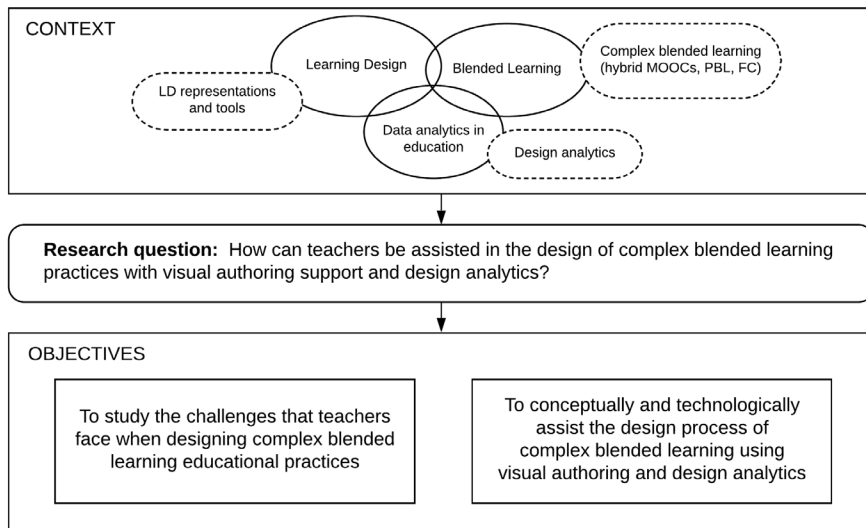 CONTEXT
Learning Design
Blended Learning
Complex blended learning
(hybrid MOOCs, PBL, FC)
LD representations
and tools
Data analytics in
education
Design analytics
Research question: How can teachers be assisted in the design of complex blended learning
practices with visual authoring support and design analytics?
OBJECTIVES
To study the challenges that teachers
face when designing complex blended
learning educational practices
To conceptually and technologically
assist the design process of
complex blended learning using
visual authoring and design analytics